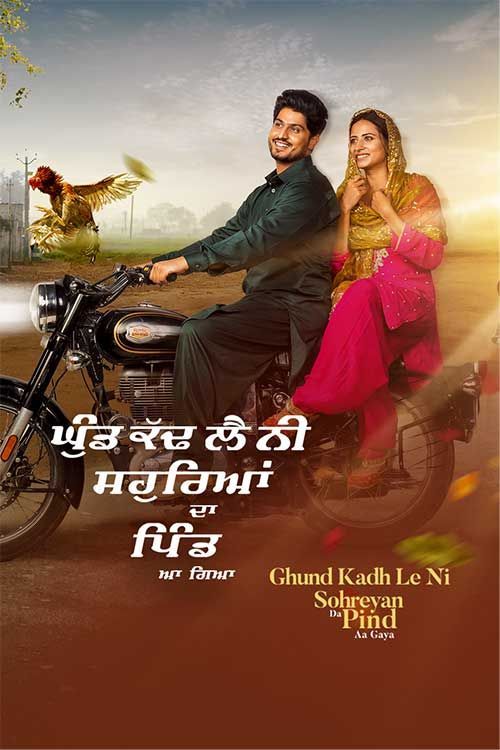 ਘੁੰਡ ਕੱਢ ਲੈ ਨੀ
ਸਹੁਰਿਆਂ
ਦਾ
ਪਿੰਡ
ਆ ਗਿਆ
Ghund Kadh Le Ni
Sohreyan
Da Pind
Aa Gaya